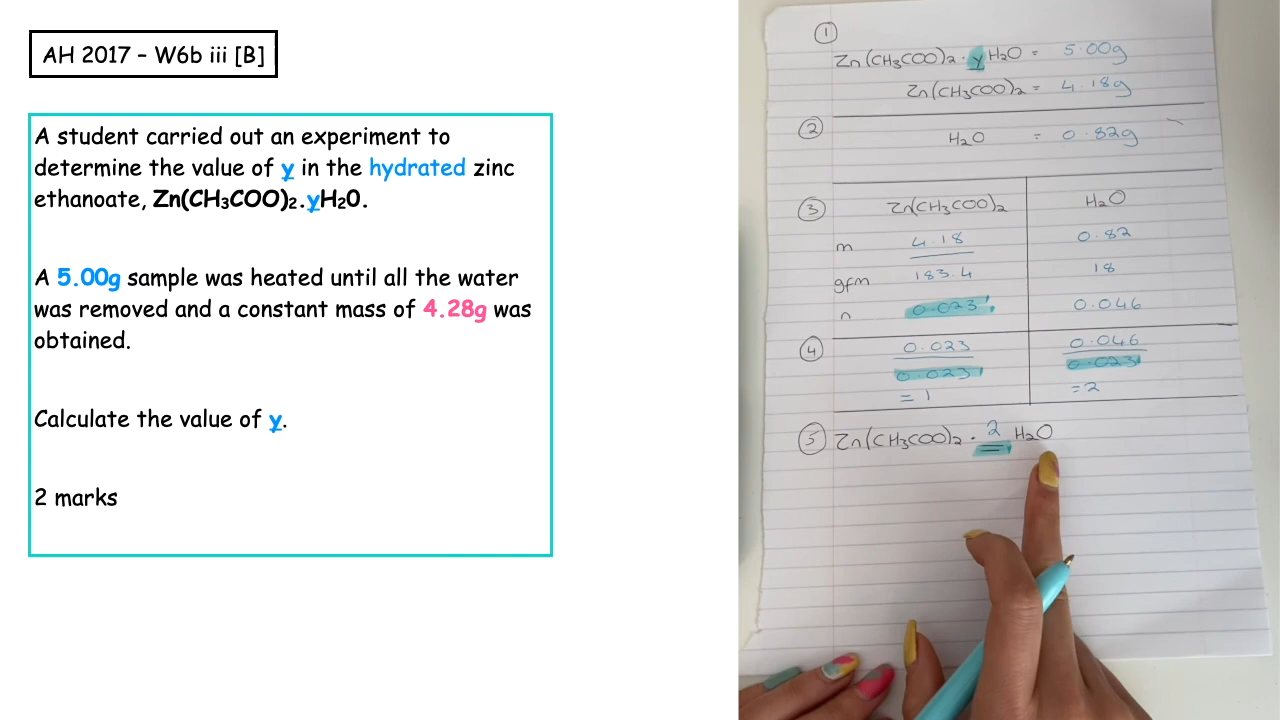 AH 2017 – W6b iii [B]
A student carried out an experiment to
determine the value of y in the hydrated zinc
ethanoate, Zn(CH₃COO)₂.yH₂O.
A 5.00g sample was heated until all the water
was removed and a constant mass of 4.28g was
obtained.
Calculate the value of y.
2 marks
① Zn(CH₃COO)₂ · y H₂O = 5.00g
Zn(CH₃COO)₂ = 4.18g
② H₂O = 0.82g
③ Zn(CH₃COO)₂ H₂O
m 4.18 0.82
gfm 183.4 18
n 0.023 0.046
④ 0.023 0.046
0.023 0.023
= 1 = 2
⑤ Zn(CH₃COO)₂ · 2 H₂O